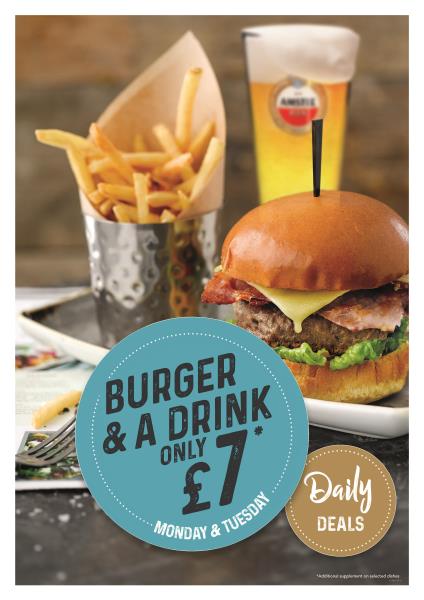 AMSTEL
BURGER
& A DRINK
ONLY
£7*
MONDAY & TUESDAY
Daily
DEALS
*Additional supplement on selected dishes